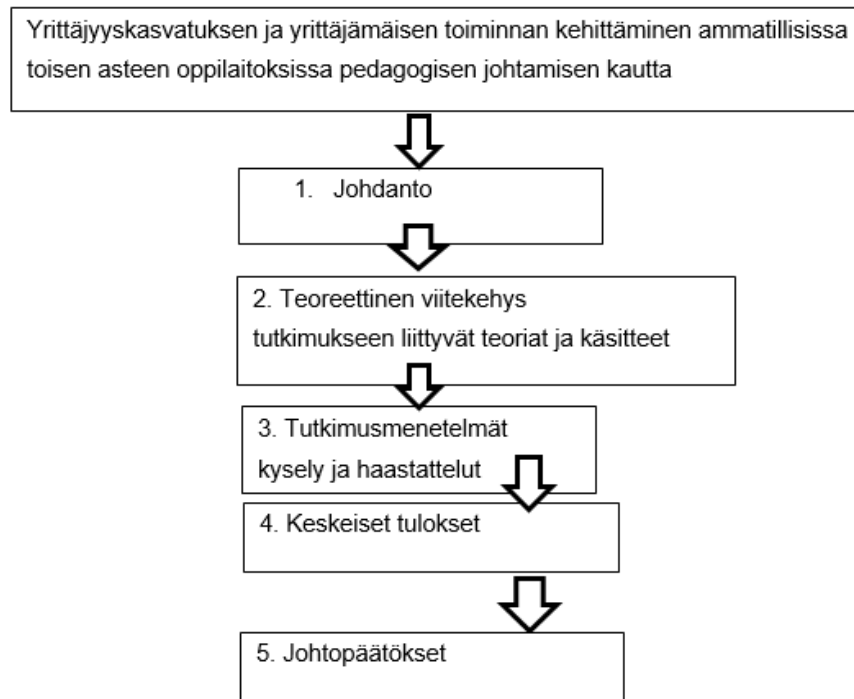 Yrittäjyyskasvatuksen ja yrittäjämäisen toiminnan kehittäminen ammatillisissa
toisen asteen oppilaitoksissa pedagogisen johtamisen kautta
1. Johdanto
2. Teoreettinen viitekehys
tutkimukseen liittyvät teoriat ja käsitteet
3. Tutkimusmenetelmät
kysely ja haastattelut
4. Keskeiset tulokset
5. Johtopäätökset